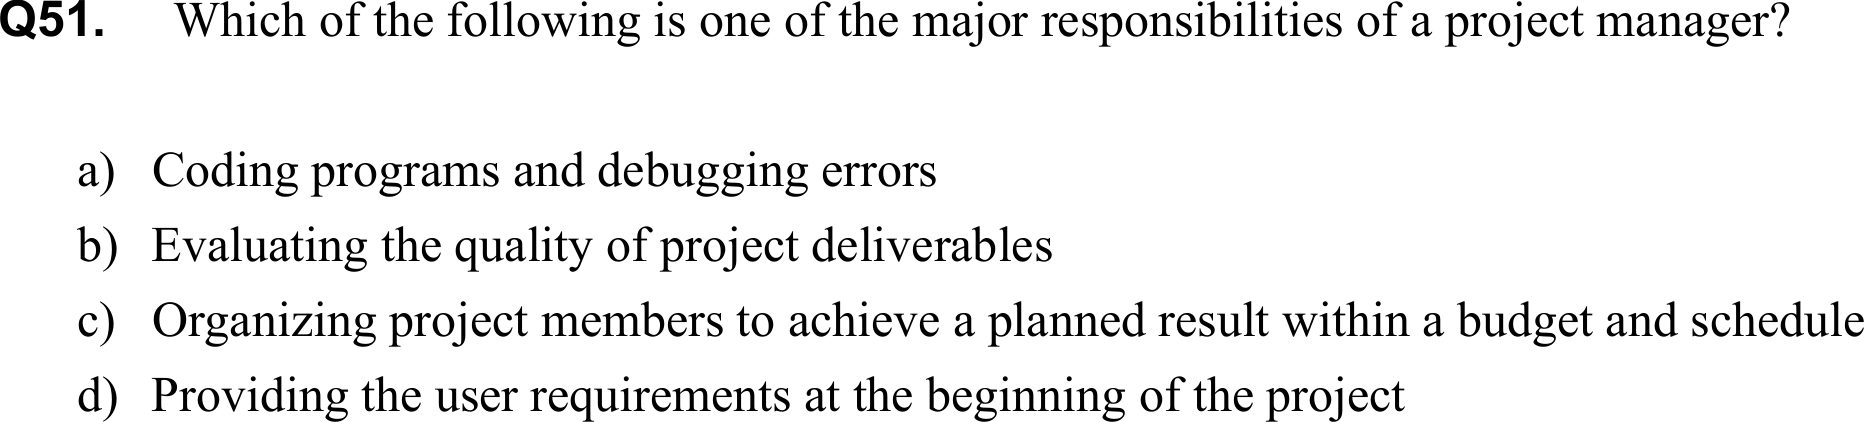 Q51. Which of the following is one of the major responsibilities of a project manager?
a) Coding programs and debugging errors
b) Evaluating the quality of project deliverables
c) Organizing project members to achieve a planned result within a budget and schedule
d) Providing the user requirements at the beginning of the project